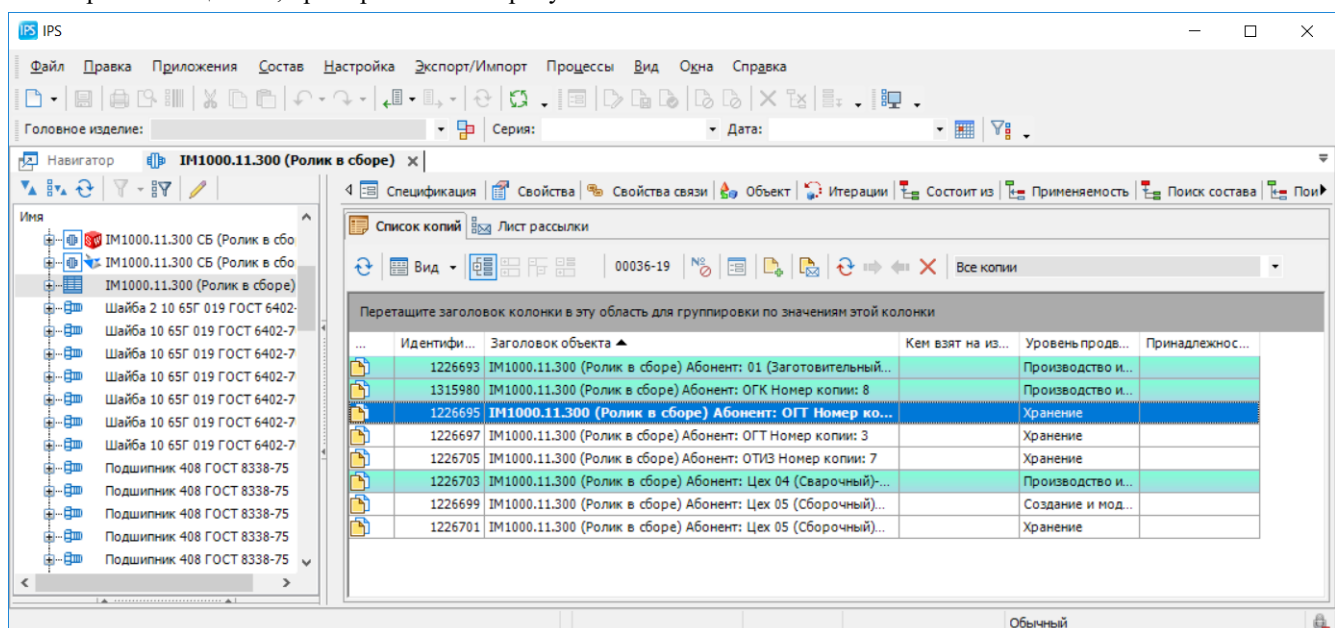 IPS
Файл Правка Приложения Состав Настройка Экспорт/Импорт Процессы Вид Окна Справка
Головное изделие: Серия: Дата:
Навигатор IM1000.11.300 (Ролик в сборе)
Спецификация Свойства Свойства связи Объект Итерации Состоит из Применяемость Поиск состава Пои
Имя
IM1000.11.300 СБ (Ролик в сбо
IM1000.11.300 СБ (Ролик в сбо
IM1000.11.300 (Ролик в сборе)
Шайба 2 10 65Г 019 ГОСТ 6402-
Шайба 10 65Г 019 ГОСТ 6402-7
Шайба 10 65Г 019 ГОСТ 6402-7
Шайба 10 65Г 019 ГОСТ 6402-7
Шайба 10 65Г 019 ГОСТ 6402-7
Шайба 10 65Г 019 ГОСТ 6402-7
Шайба 10 65Г 019 ГОСТ 6402-7
Подшипник 408 ГОСТ 8338-75
Подшипник 408 ГОСТ 8338-75
Подшипник 408 ГОСТ 8338-75
Подшипник 408 ГОСТ 8338-75
Подшипник 408 ГОСТ 8338-75
Список копий Лист рассылки
Вид 00036-19 Все копии
Перетащите заголовок колонки в эту область для группировки по значениям этой колонки
... Идентифи... Заголовок объекта Кем взят на из... Уровень продв... Принадлежнос...
1226693 IM1000.11.300 (Ролик в сборе) Абонент: 01 (Заготовительный... Производство и...
1315980 IM1000.11.300 (Ролик в сборе) Абонент: ОГК Номер копии: 8 Производство и...
1226695 IM1000.11.300 (Ролик в сборе) Абонент: ОГТ Номер ко... Хранение
1226697 IM1000.11.300 (Ролик в сборе) Абонент: ОГТ Номер копии: 3 Хранение
1226705 IM1000.11.300 (Ролик в сборе) Абонент: ОТИЗ Номер копии: 7 Хранение
1226703 IM1000.11.300 (Ролик в сборе) Абонент: Цех 04 (Сварочный)-... Производство и...
1226699 IM1000.11.300 (Ролик в сборе) Абонент: Цех 05 (Сборочный)... Создание и мод...
1226701 IM1000.11.300 (Ролик в сборе) Абонент: Цех 05 (Сборочный)... Хранение
Обычный